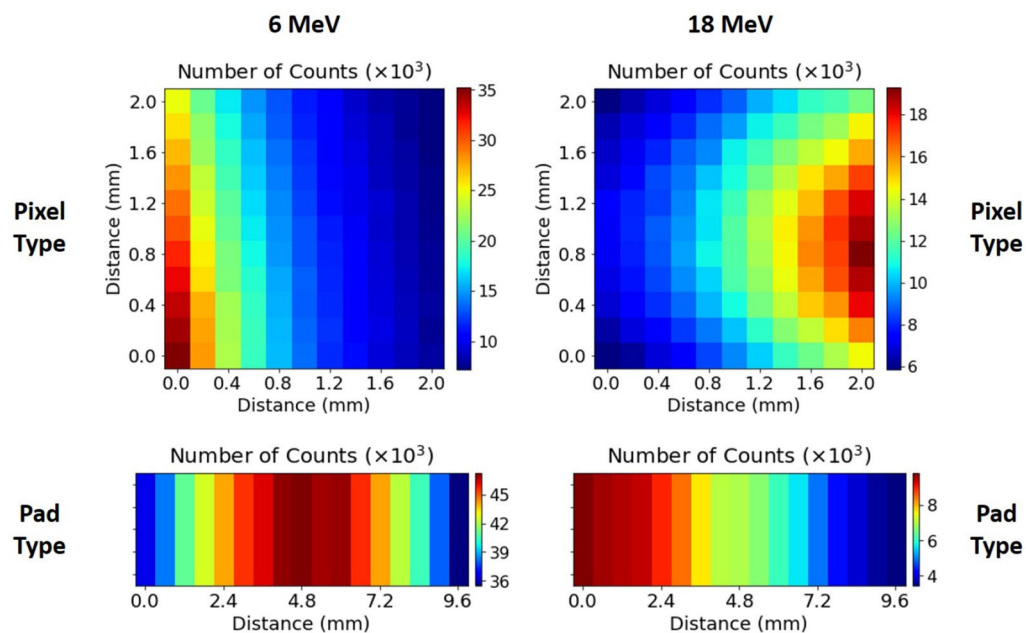 6 MeV
18 MeV
Number of Counts (×10³)
Number of Counts (×10³)
Pixel
Type
Distance (mm)
2.0
1.6
1.2
0.8
0.4
0.0
0.0 0.4 0.8 1.2 1.6 2.0
Distance (mm)
35
30
25
20
15
10
Distance (mm)
2.0
1.6
1.2
0.8
0.4
0.0
0.0 0.4 0.8 1.2 1.6 2.0
Distance (mm)
18
16
14
12
10
8
6
Pixel
Type
Number of Counts (×10³)
Number of Counts (×10³)
Pad
Type
0.0 2.4 4.8 7.2 9.6
Distance (mm)
45
42
39
36
0.0 2.4 4.8 7.2 9.6
Distance (mm)
8
6
4
Pad
Type